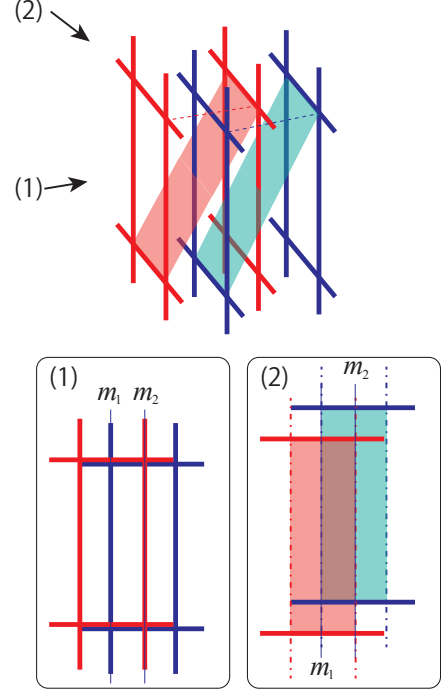 (2)
(1)
(1)
m₁ m₂
(2)
m₂
m₁